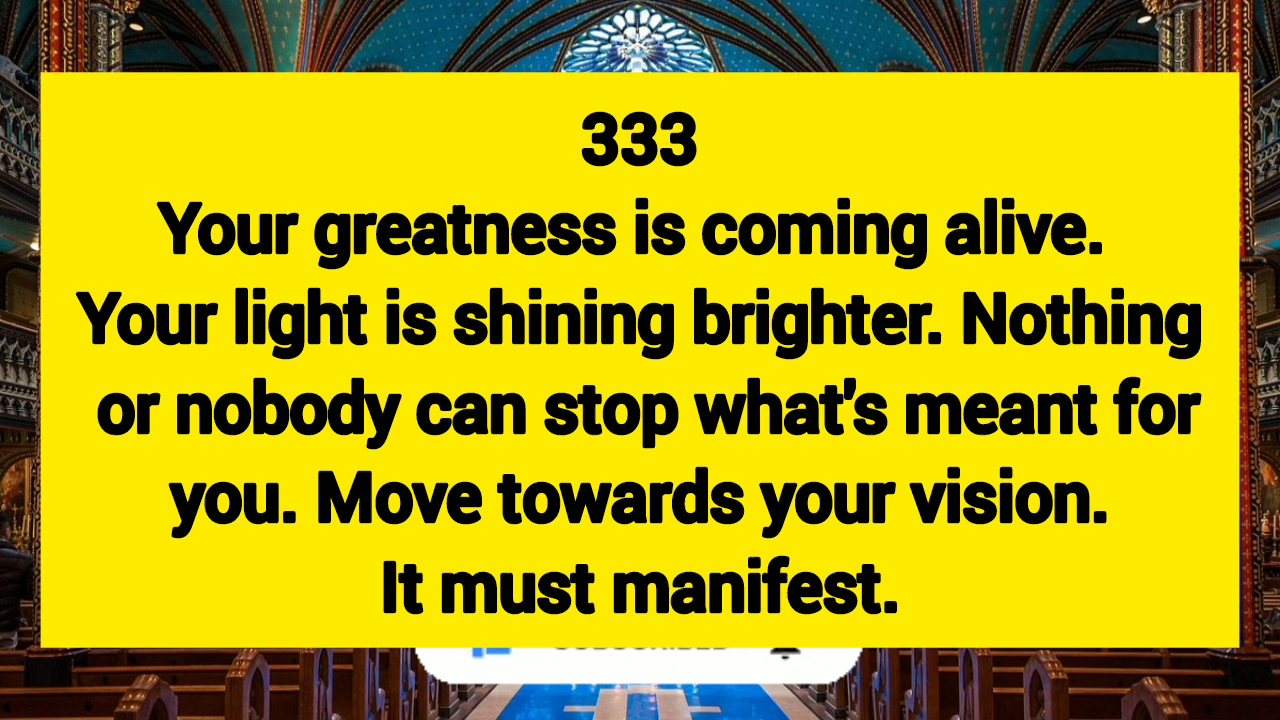 333
Your greatness is coming alive.
Your light is shining brighter. Nothing
or nobody can stop what's meant for
you. Move towards your vision.
It must manifest.